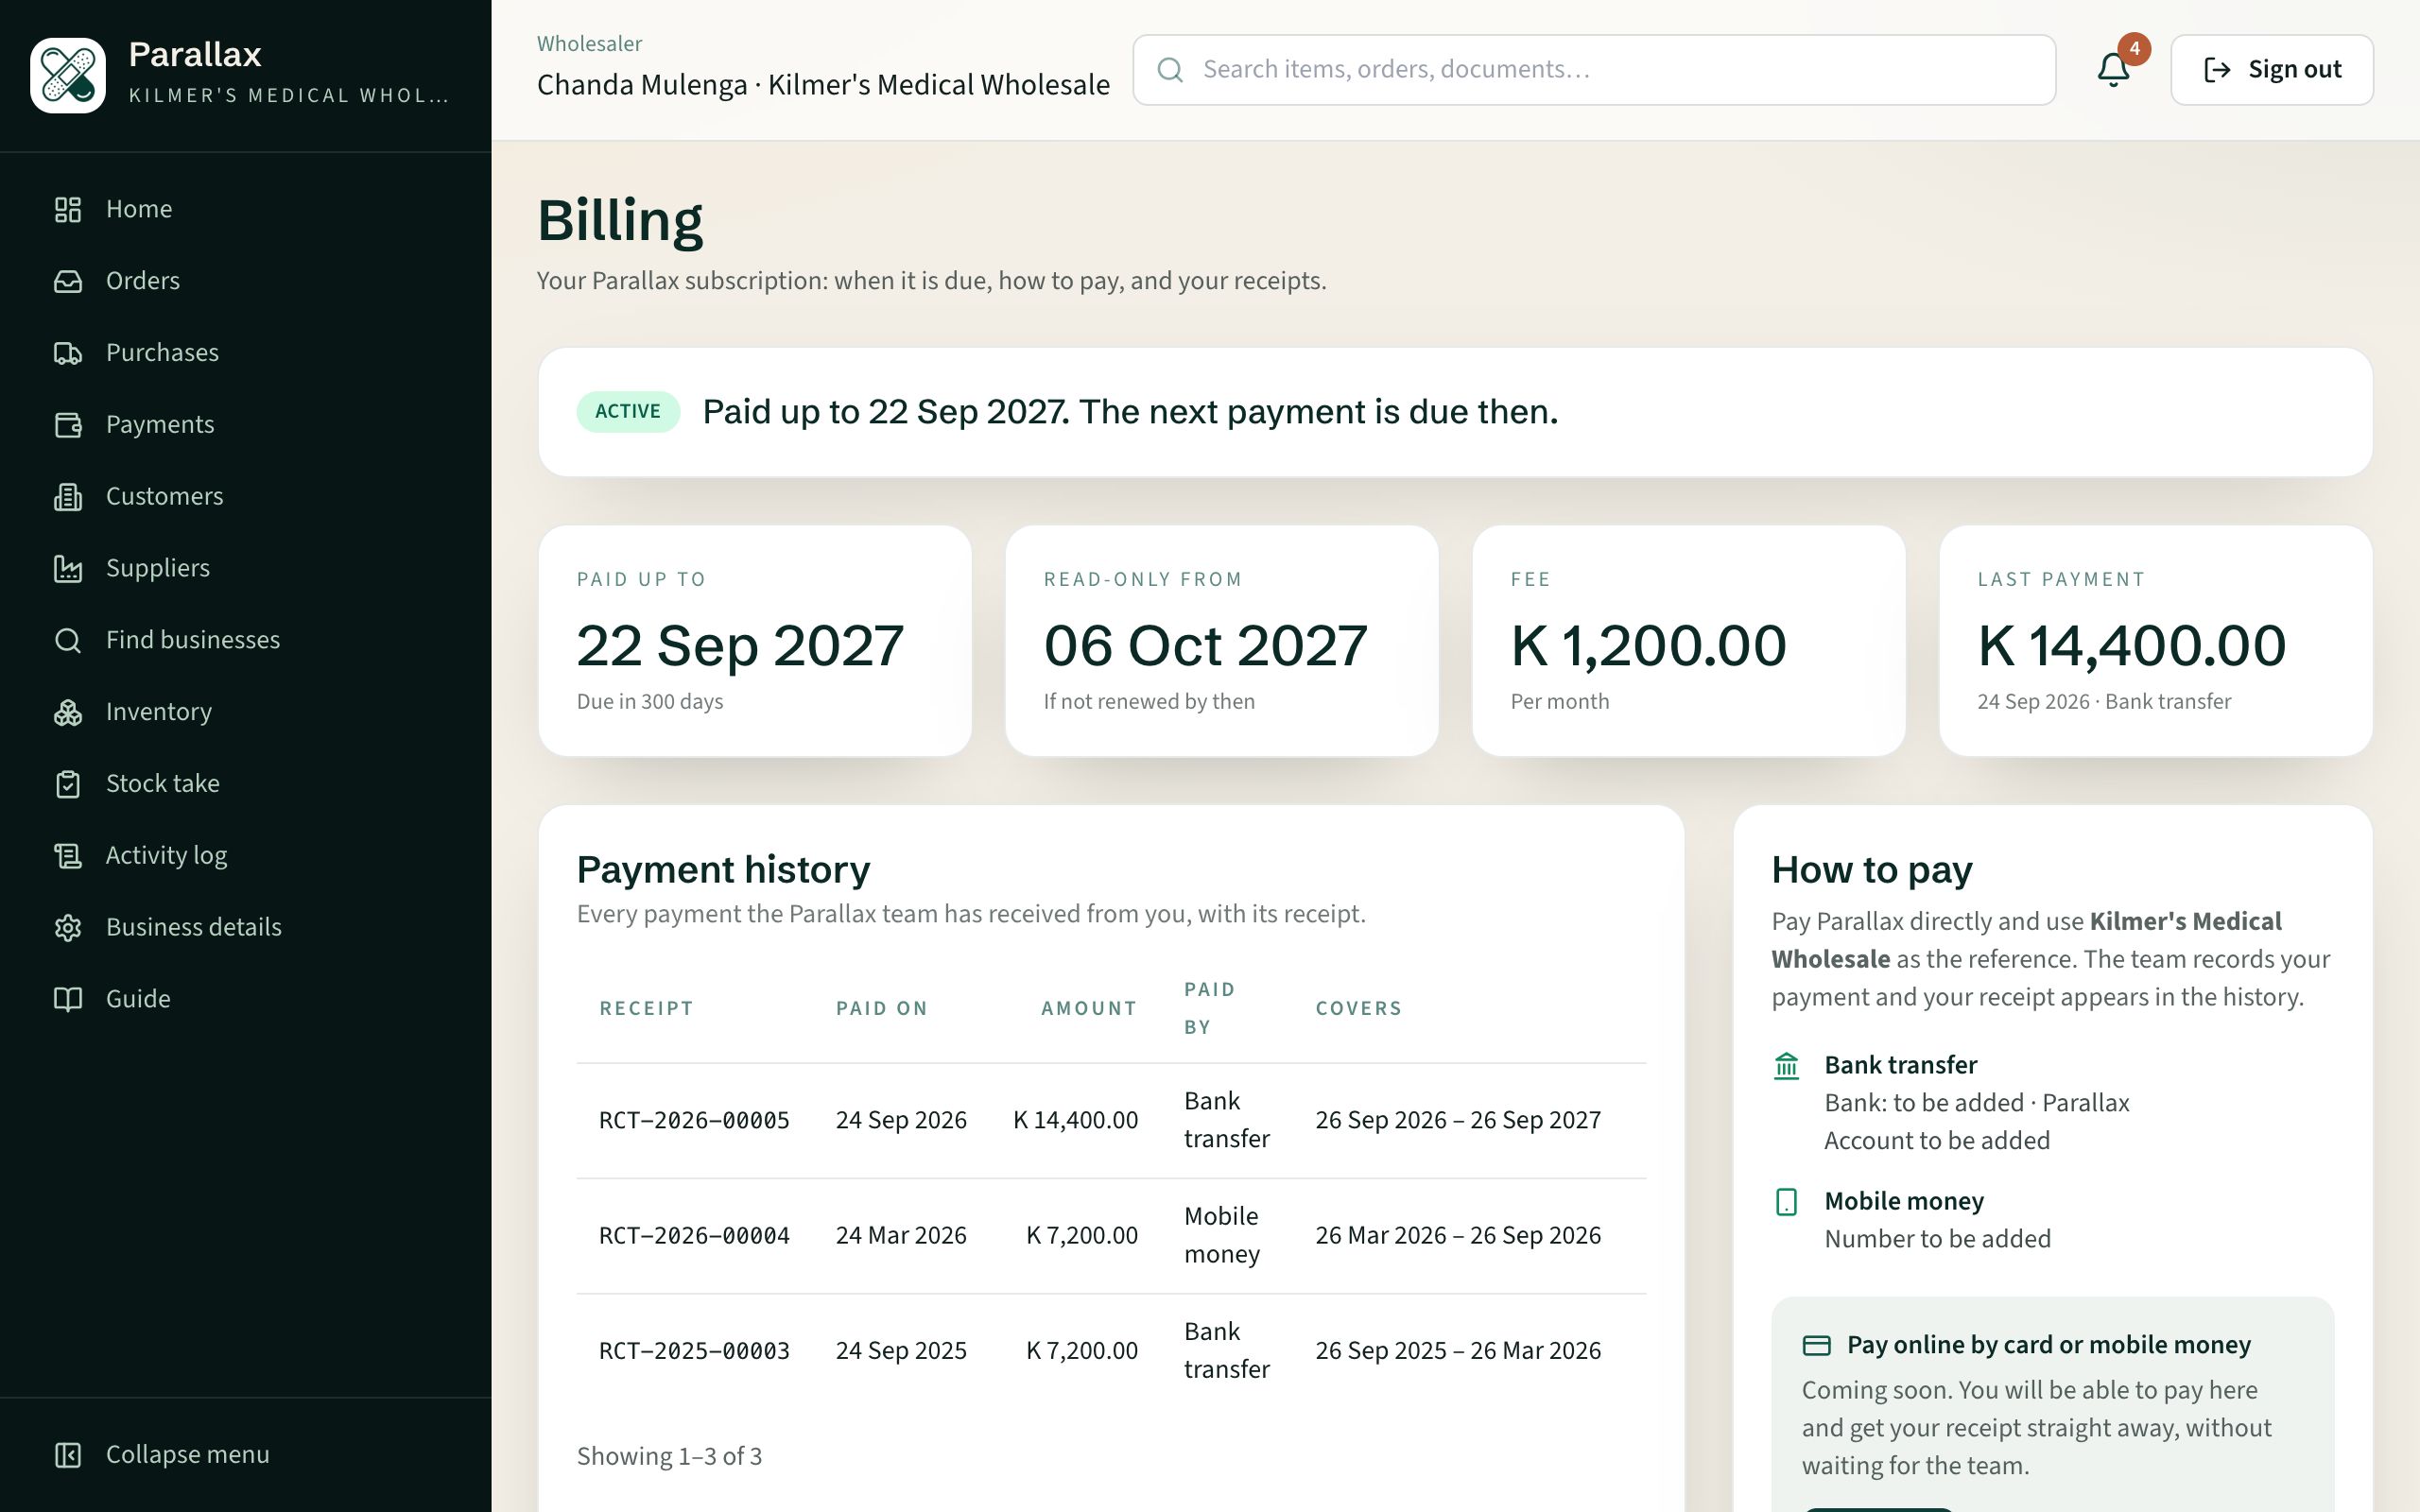 Parallax
KILMER'S MEDICAL WHOL…
Home
Orders
Purchases
Payments
Customers
Suppliers
Find businesses
Inventory
Stock take
Activity log
Business details
Guide
Collapse menu
Wholesaler
Chanda Mulenga · Kilmer's Medical Wholesale
Search items, orders, documents…
4
Sign out
Billing
Your Parallax subscription: when it is due, how to pay, and your receipts.
ACTIVE Paid up to 22 Sep 2027. The next payment is due then.
PAID UP TO
22 Sep 2027
Due in 300 days
READ-ONLY FROM
06 Oct 2027
If not renewed by then
FEE
K 1,200.00
Per month
LAST PAYMENT
K 14,400.00
24 Sep 2026 · Bank transfer
Payment history
Every payment the Parallax team has received from you, with its receipt.
RECEIPT PAID ON AMOUNT PAID BY COVERS
RCT-2026-00005 24 Sep 2026 K 14,400.00 Bank transfer 26 Sep 2026 – 26 Sep 2027
RCT-2026-00004 24 Mar 2026 K 7,200.00 Mobile money 26 Mar 2026 – 26 Sep 2026
RCT-2025-00003 24 Sep 2025 K 7,200.00 Bank transfer 26 Sep 2025 – 26 Mar 2026
Showing 1–3 of 3
How to pay
Pay Parallax directly and use Kilmer's Medical
Wholesale as the reference. The team records your
payment and your receipt appears in the history.
Bank transfer
Bank: to be added · Parallax
Account to be added
Mobile money
Number to be added
Pay online by card or mobile money
Coming soon. You will be able to pay here
and get your receipt straight away, without
waiting for the team.